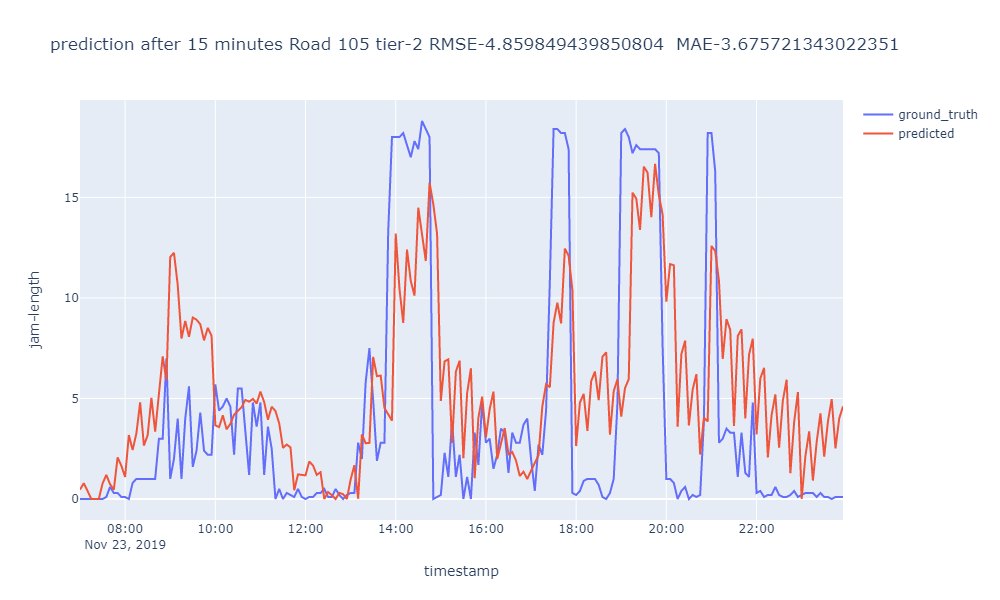 prediction after 15 minutes Road 105 tier-2 RMSE-4.859849439850804  MAE-3.675721343022351
ground_truth
predicted
15
10
5
0
jam-length
08:00 10:00 12:00 14:00 16:00 18:00 20:00 22:00
Nov 23, 2019
timestamp